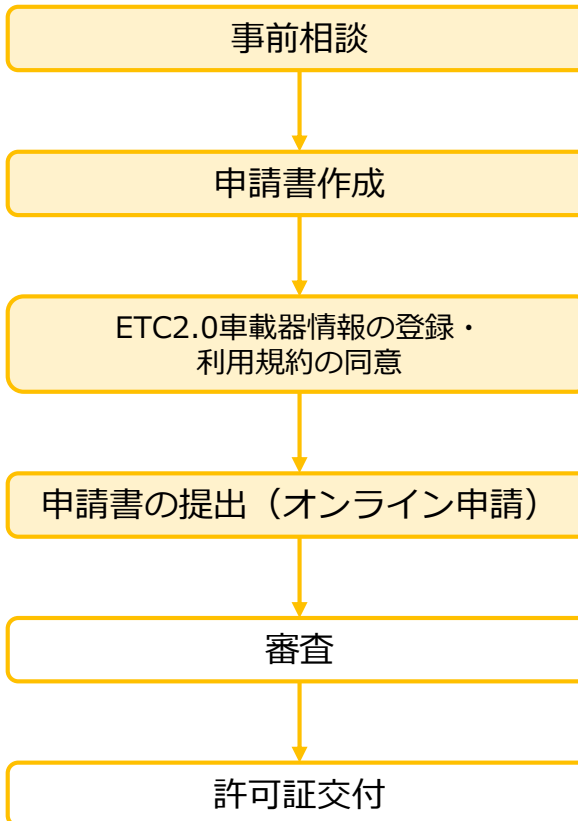 事前相談
申請書作成
ETC2.0車載器情報の登録・
利用規約の同意
申請書の提出（オンライン申請）
審査
許可証交付